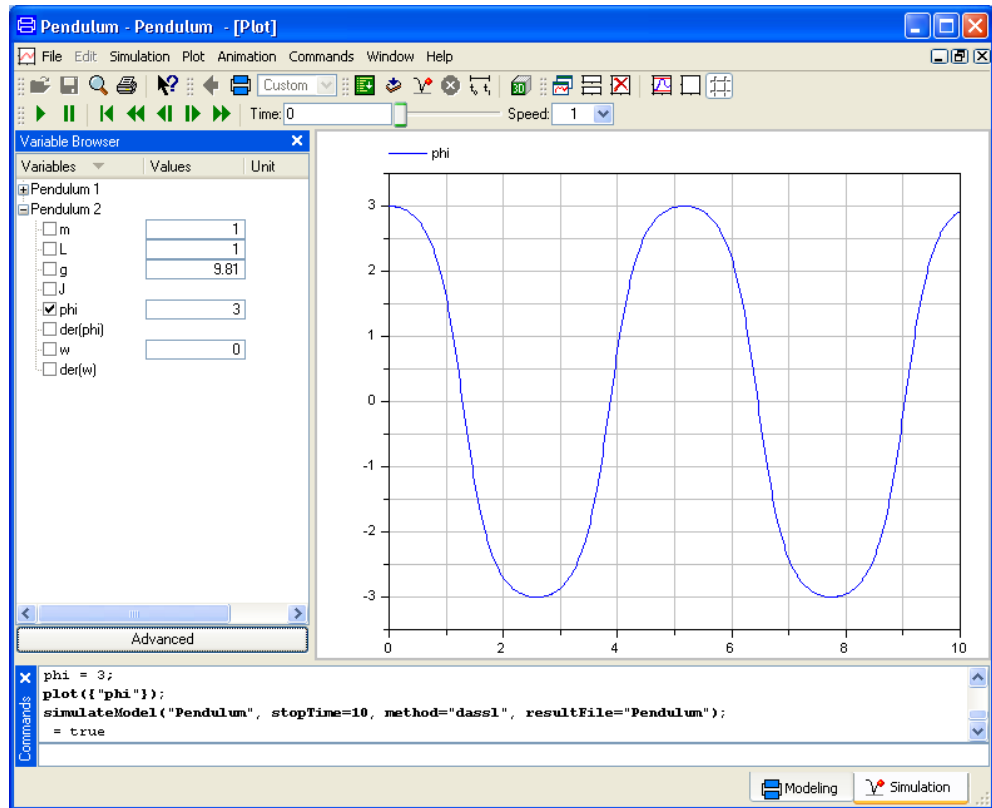 Pendulum - Pendulum - [Plot]
File Edit Simulation Plot Animation Commands Window Help
Custom 3D
Time: 0 Speed: 1
Variable Browser
Variables Values Unit
Pendulum 1
Pendulum 2
m 1
L 1
g 9.81
J
phi 3
der(phi)
w 0
der(w)
Advanced
phi
3
2
1
0
-1
-2
-3
0 2 4 6 8 10
Commands
phi = 3;
plot({"phi"});
simulateModel("Pendulum", stopTime=10, method="dassl", resultFile="Pendulum");
= true
Modeling Simulation